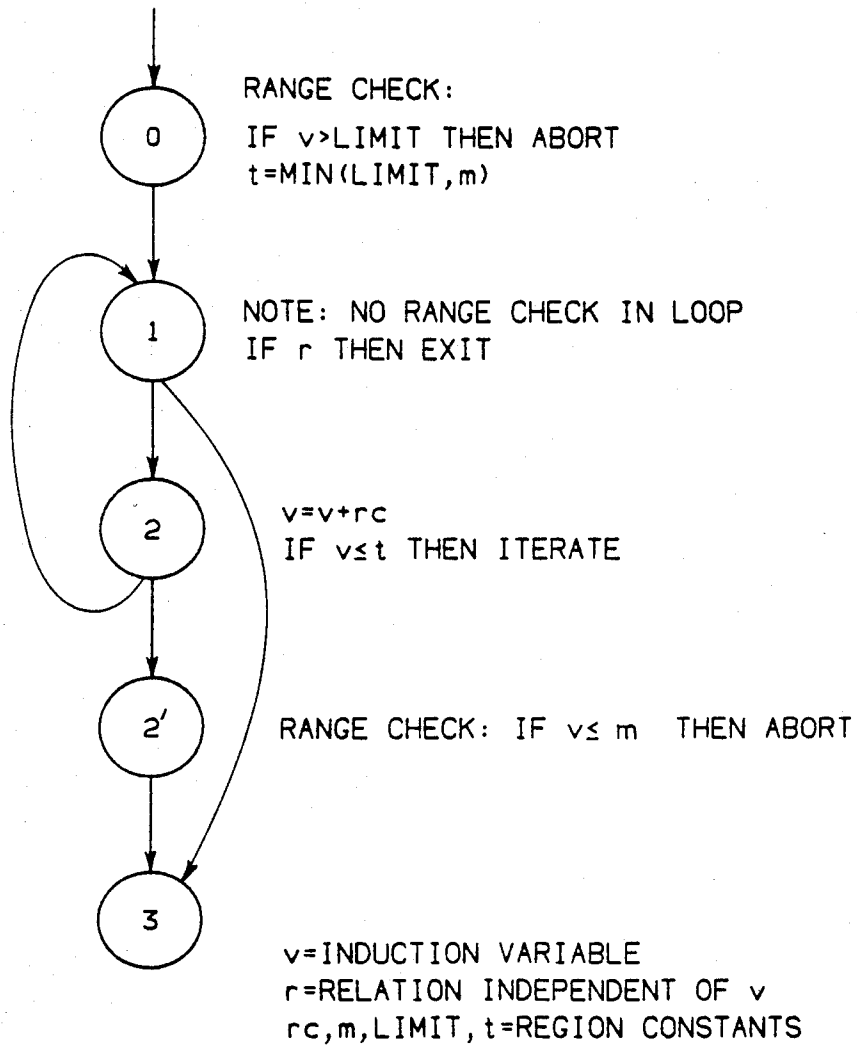 0
RANGE CHECK:
IF v>LIMIT THEN ABORT
t=MIN(LIMIT,m)
1
NOTE: NO RANGE CHECK IN LOOP
IF r THEN EXIT
2
v=v+rc
IF v≤t THEN ITERATE
2'
RANGE CHECK: IF v≤ m THEN ABORT
3
v=INDUCTION VARIABLE
r=RELATION INDEPENDENT OF v
rc,m,LIMIT,t=REGION CONSTANTS